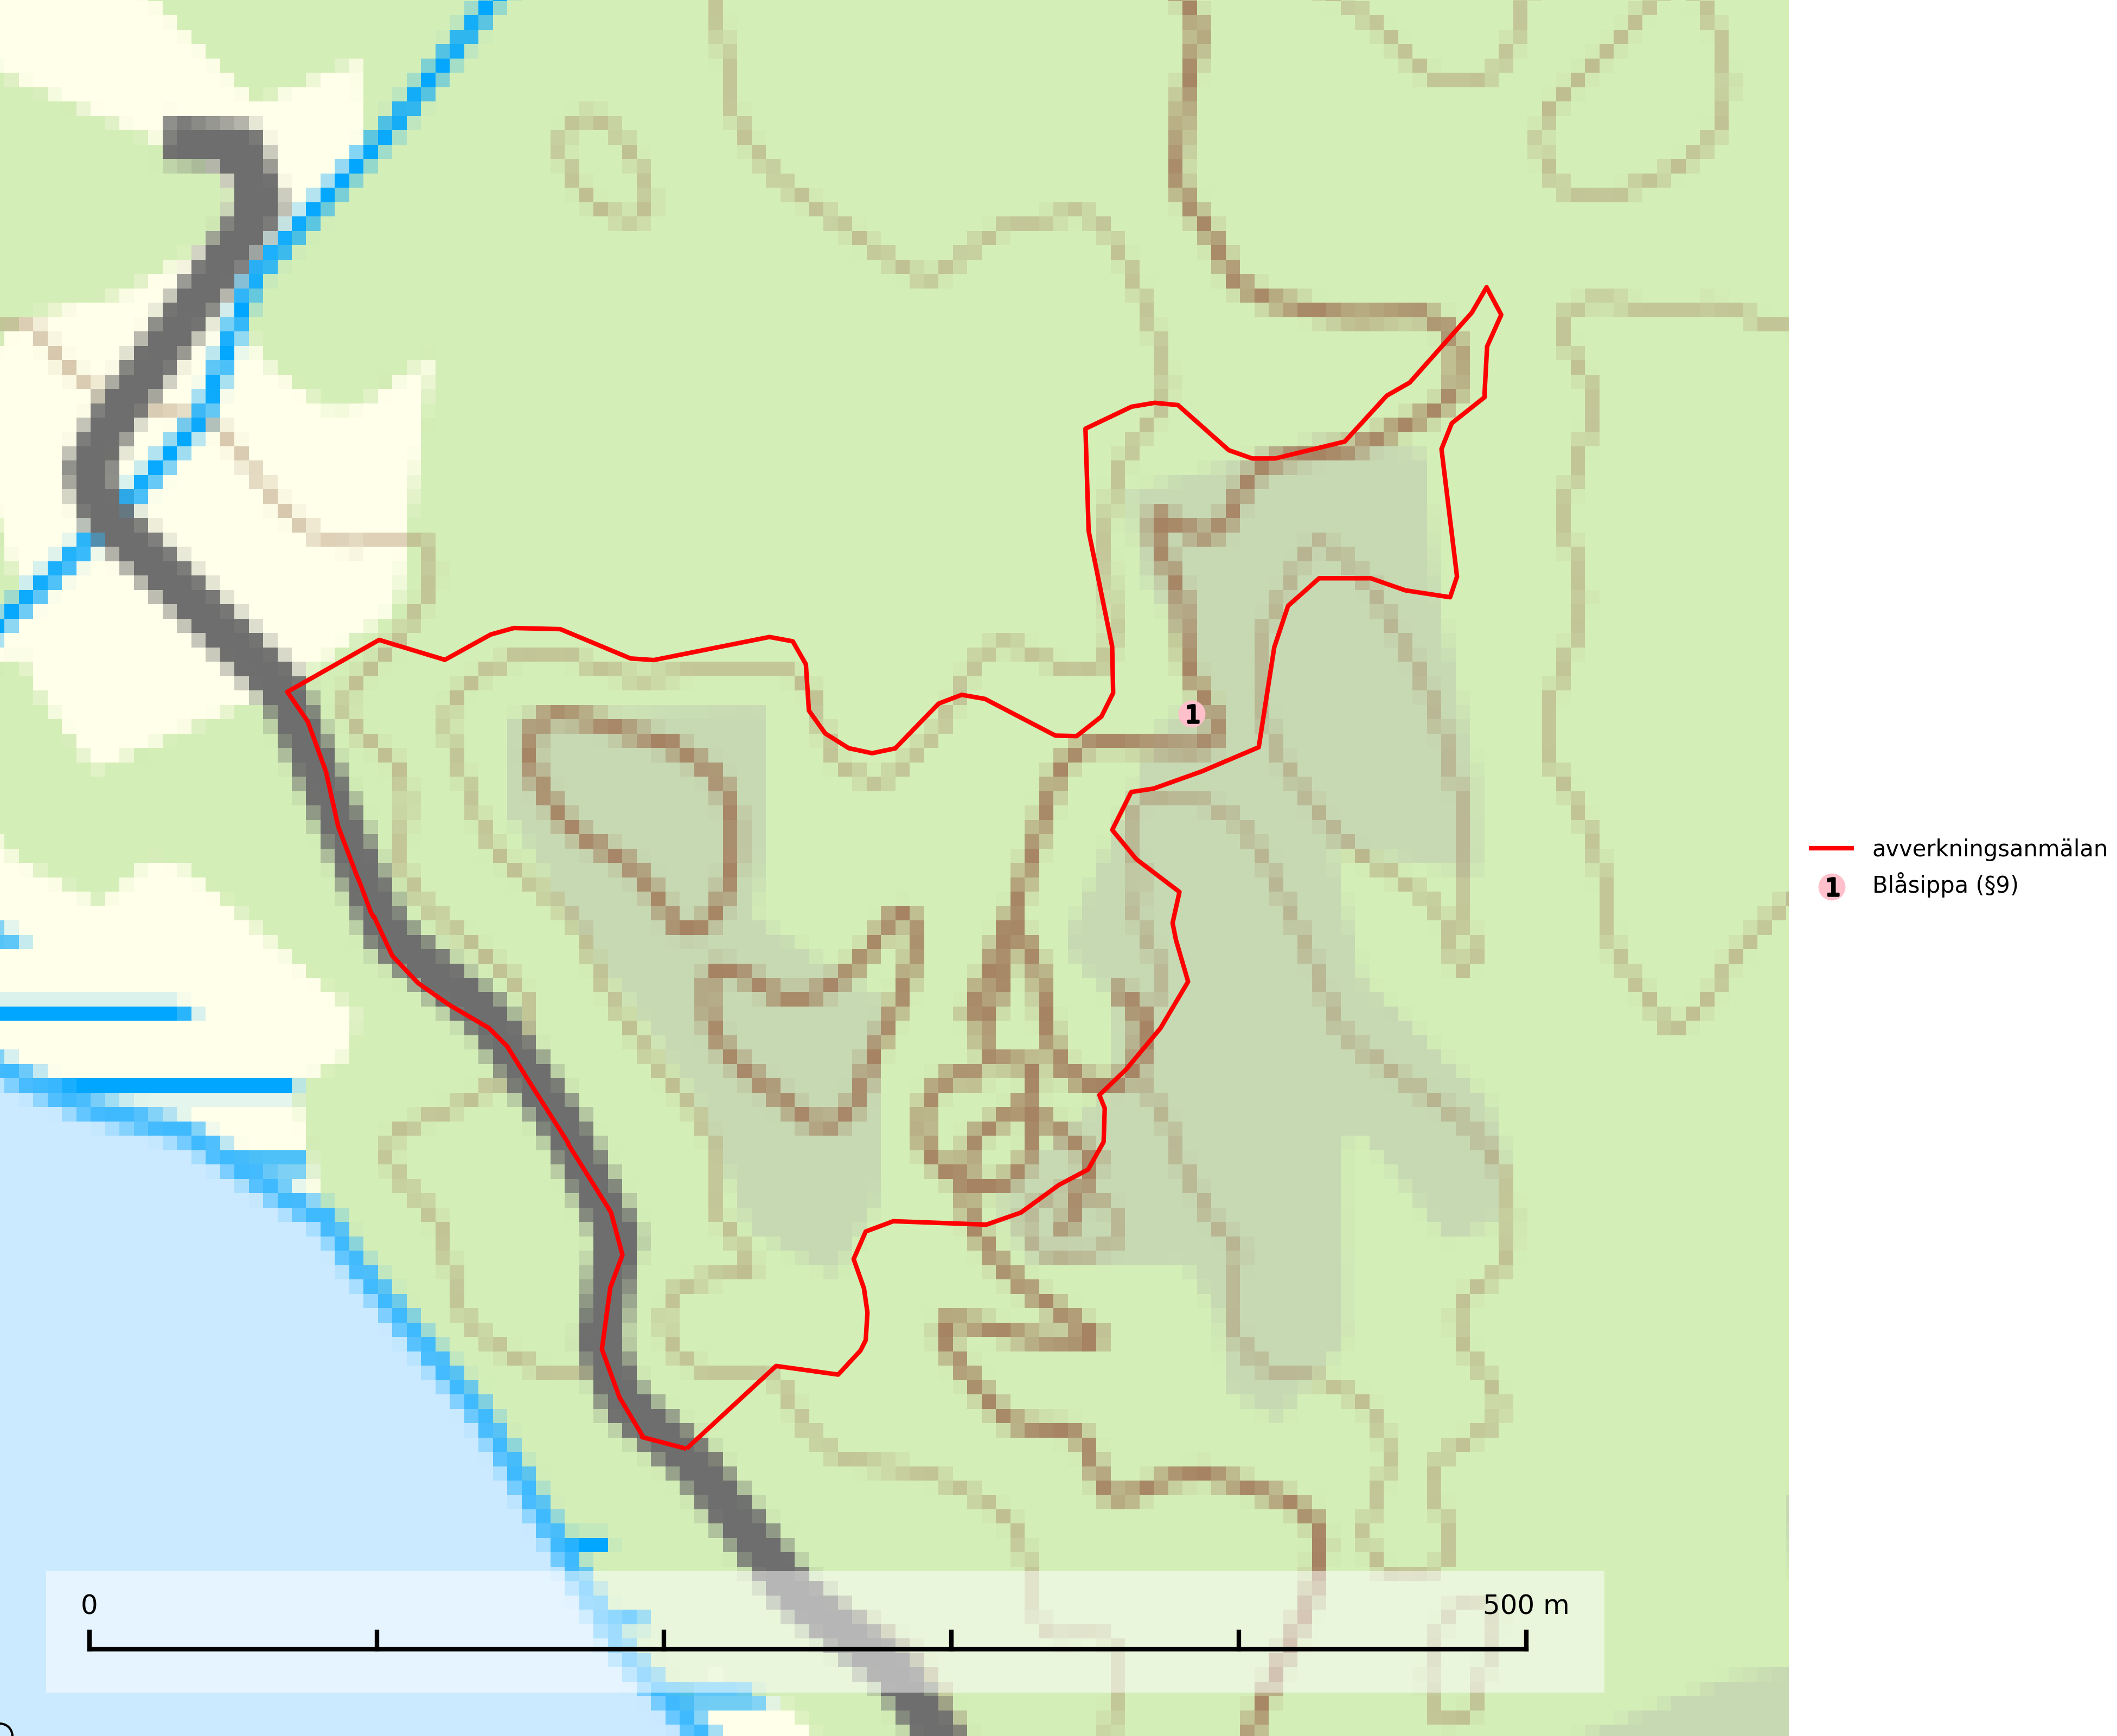 1
avverkningsanmälan
1 Blåsippa (§9)
0 500 m